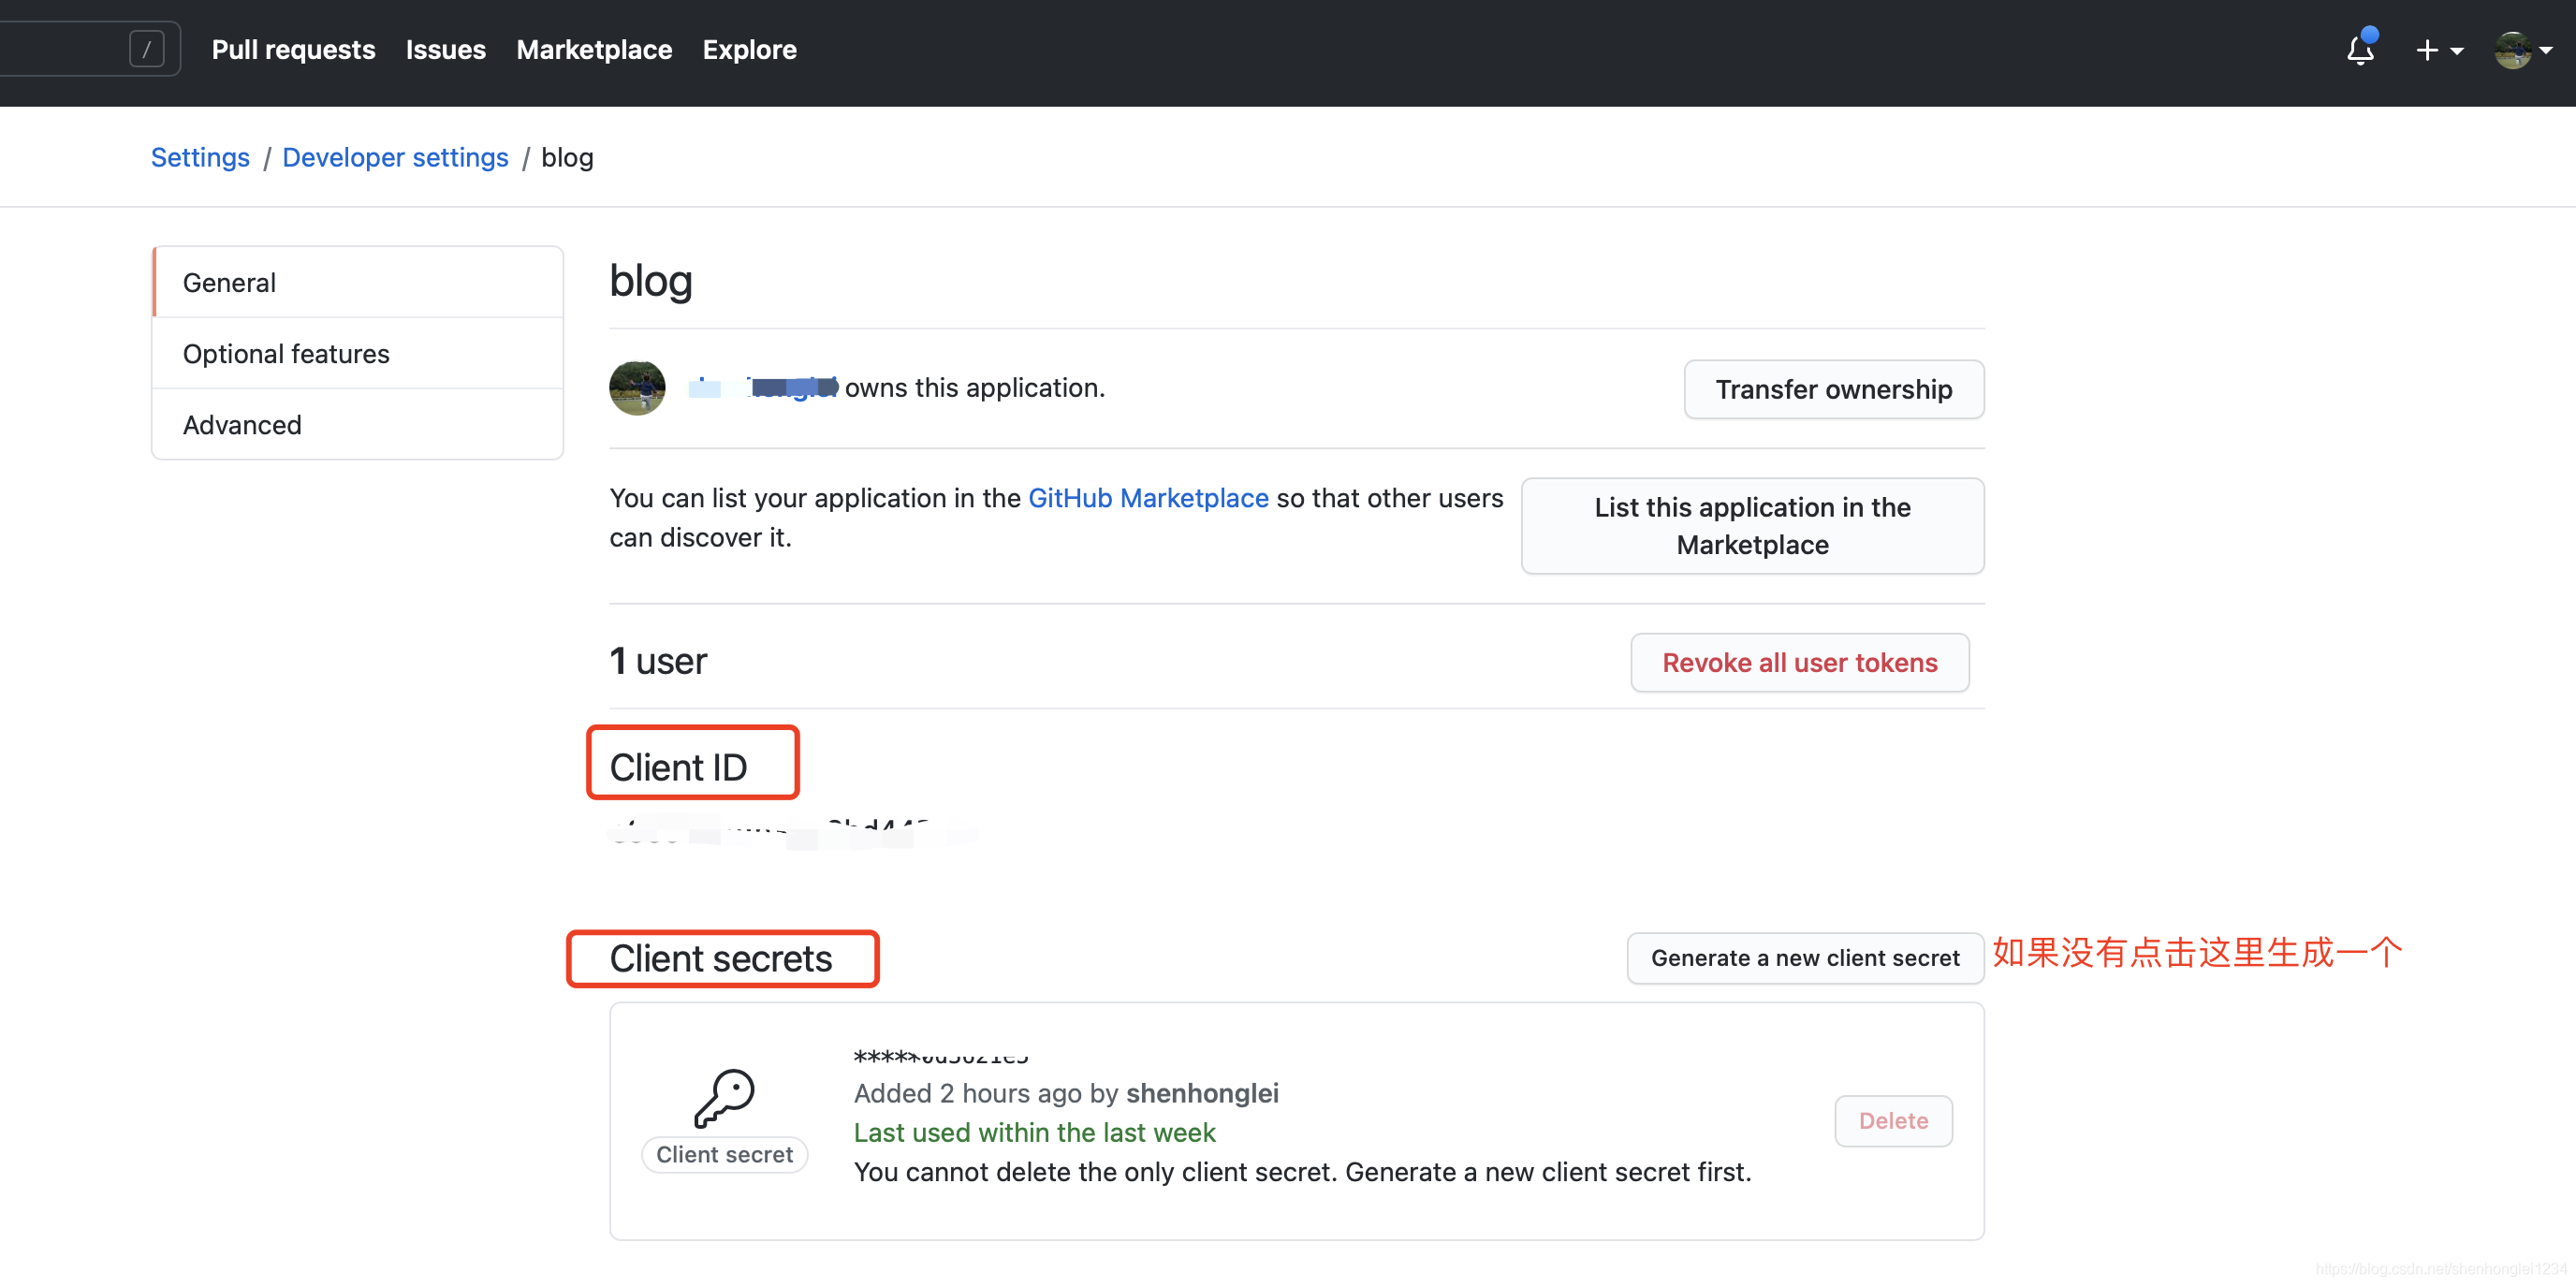 / Pull requests Issues Marketplace Explore
Settings / Developer settings / blog
General
Optional features
Advanced
blog
owns this application.
Transfer ownership
You can list your application in the GitHub Marketplace so that other users
can discover it.
List this application in the
Marketplace
1 user
Revoke all user tokens
Client ID
Client secrets
Generate a new client secret
如果没有点击这里生成一个
Client secret
Added 2 hours ago by shenhonglei
Last used within the last week
You cannot delete the only client secret. Generate a new client secret first.
Delete
https://blog.csdn.net/shenhonglei1234